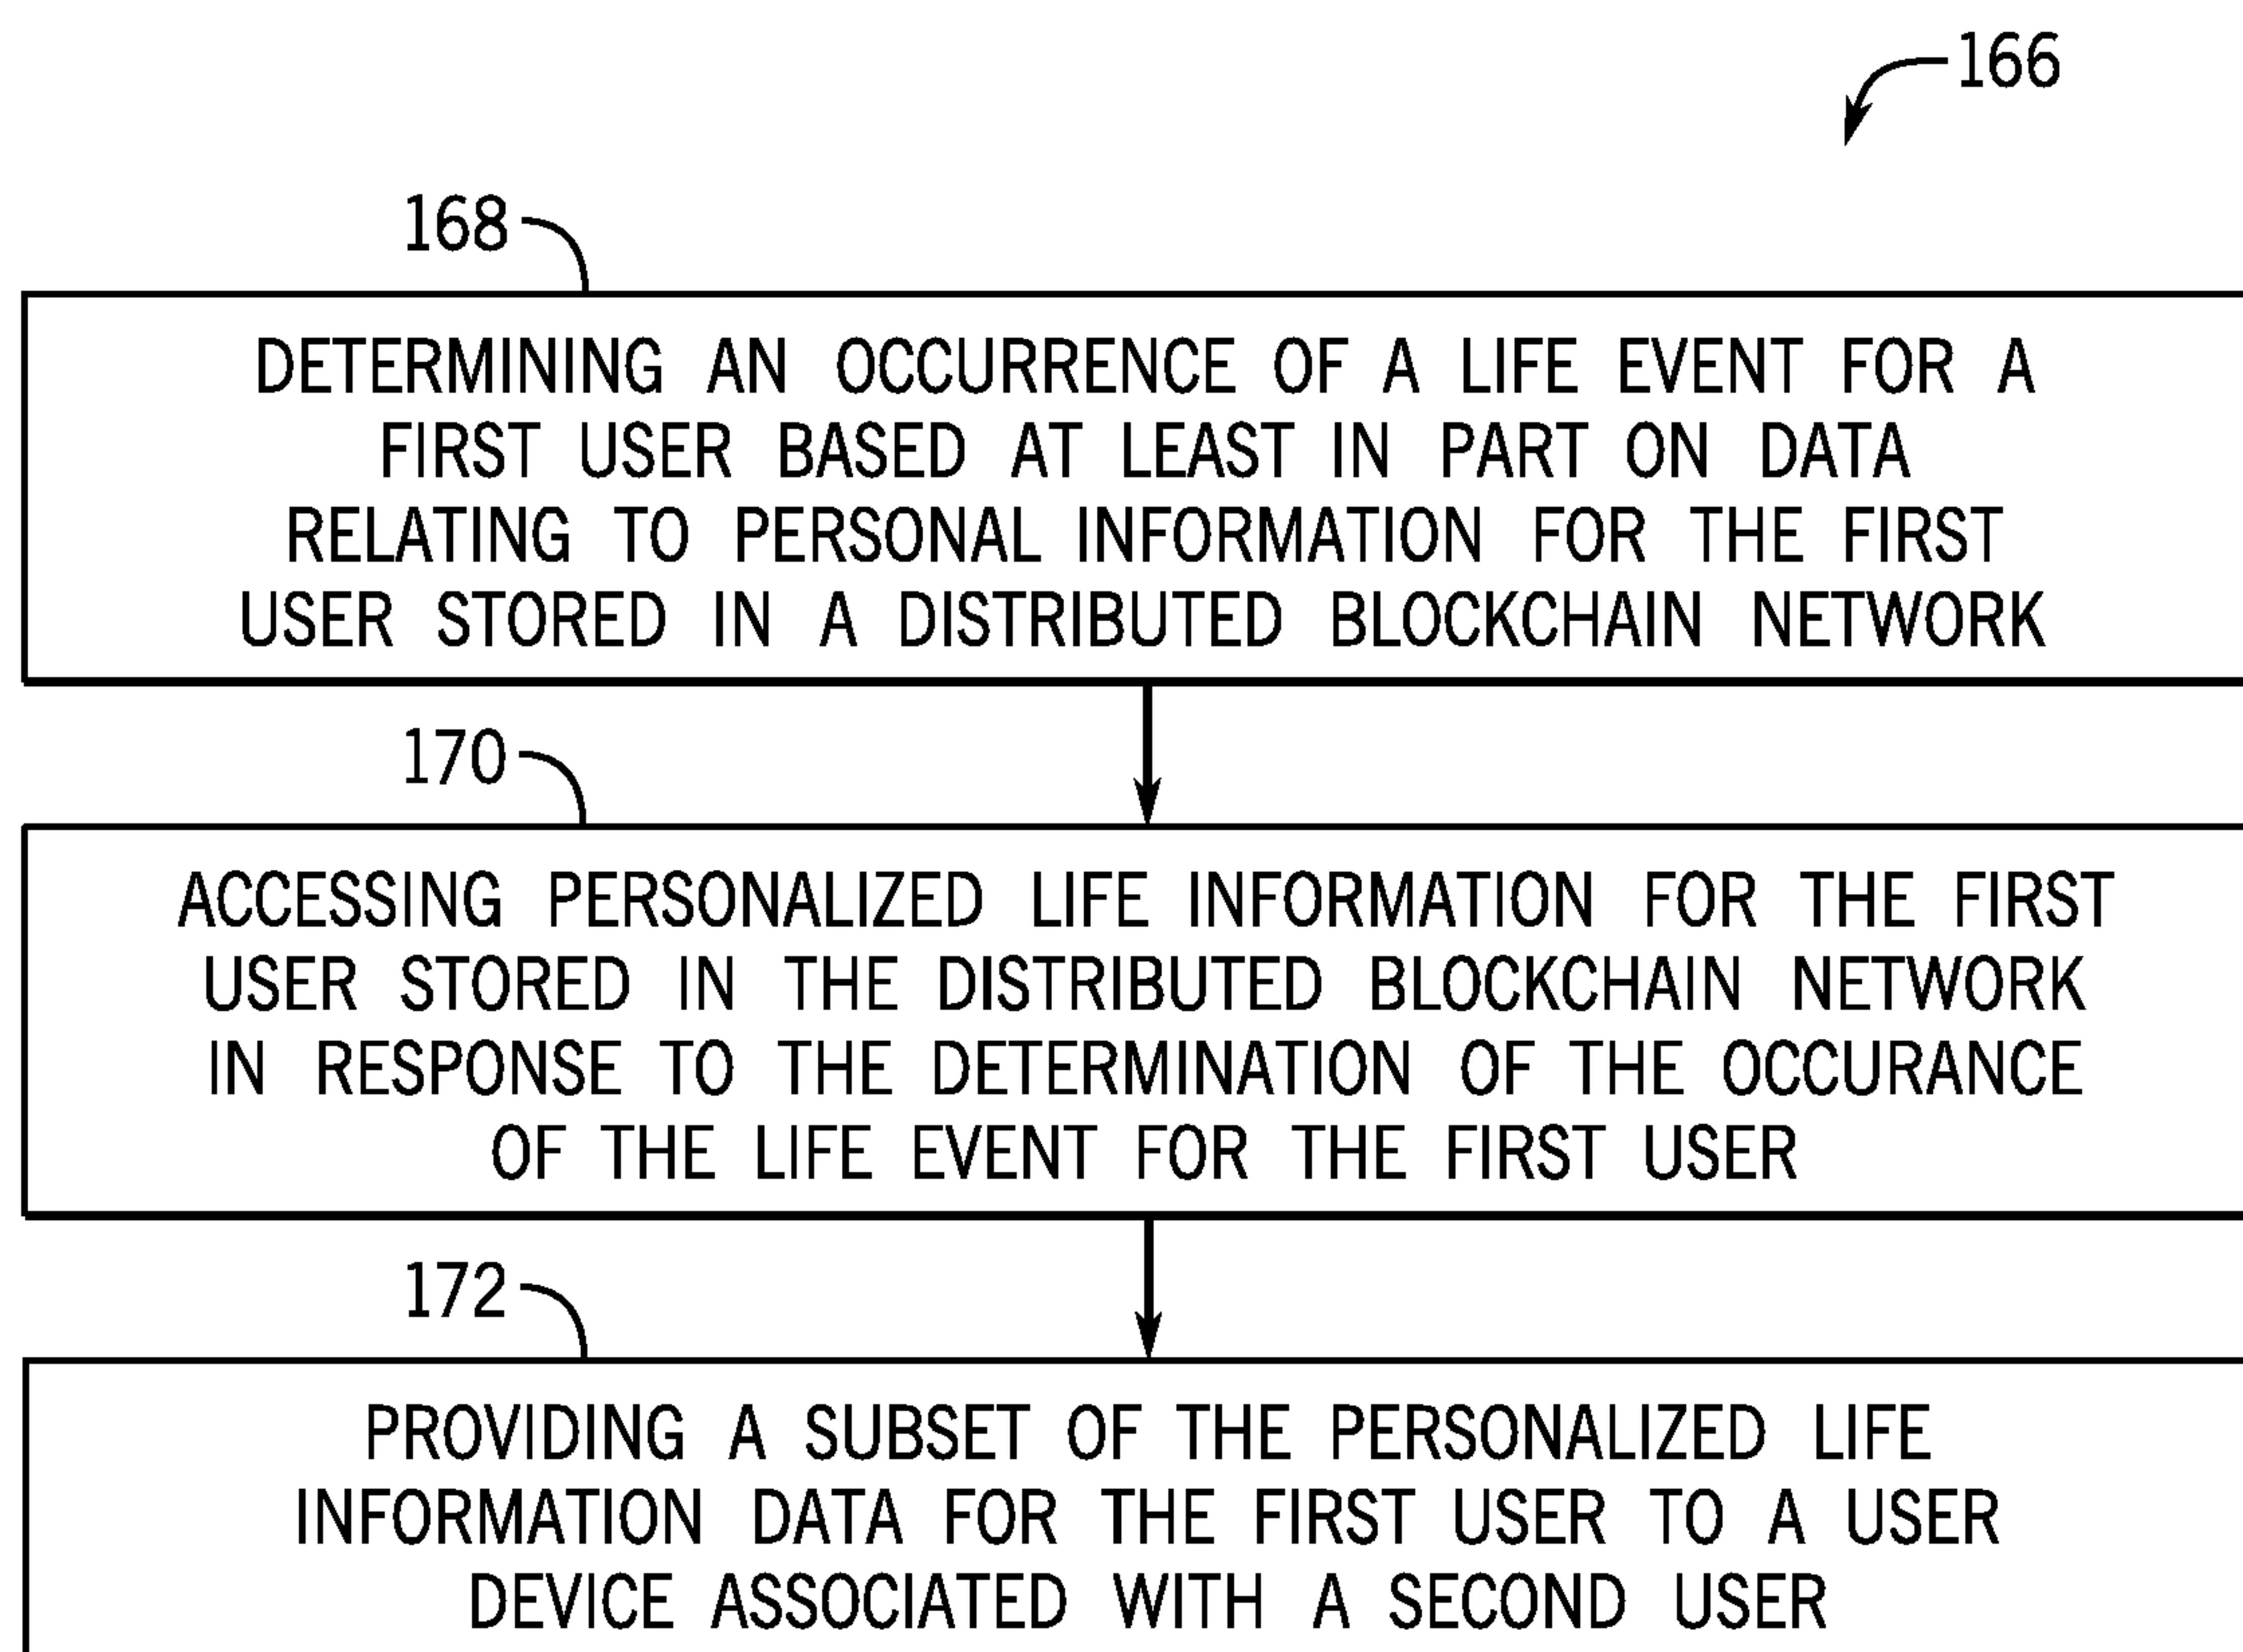 166
168
DETERMINING AN OCCURRENCE OF A LIFE EVENT FOR A
FIRST USER BASED AT LEAST IN PART ON DATA
RELATING TO PERSONAL INFORMATION FOR THE FIRST
USER STORED IN A DISTRIBUTED BLOCKCHAIN NETWORK
170
ACCESSING PERSONALIZED LIFE INFORMATION FOR THE FIRST
USER STORED IN THE DISTRIBUTED BLOCKCHAIN NETWORK
IN RESPONSE TO THE DETERMINATION OF THE OCCURANCE
OF THE LIFE EVENT FOR THE FIRST USER
172
PROVIDING A SUBSET OF THE PERSONALIZED LIFE
INFORMATION DATA FOR THE FIRST USER TO A USER
DEVICE ASSOCIATED WITH A SECOND USER